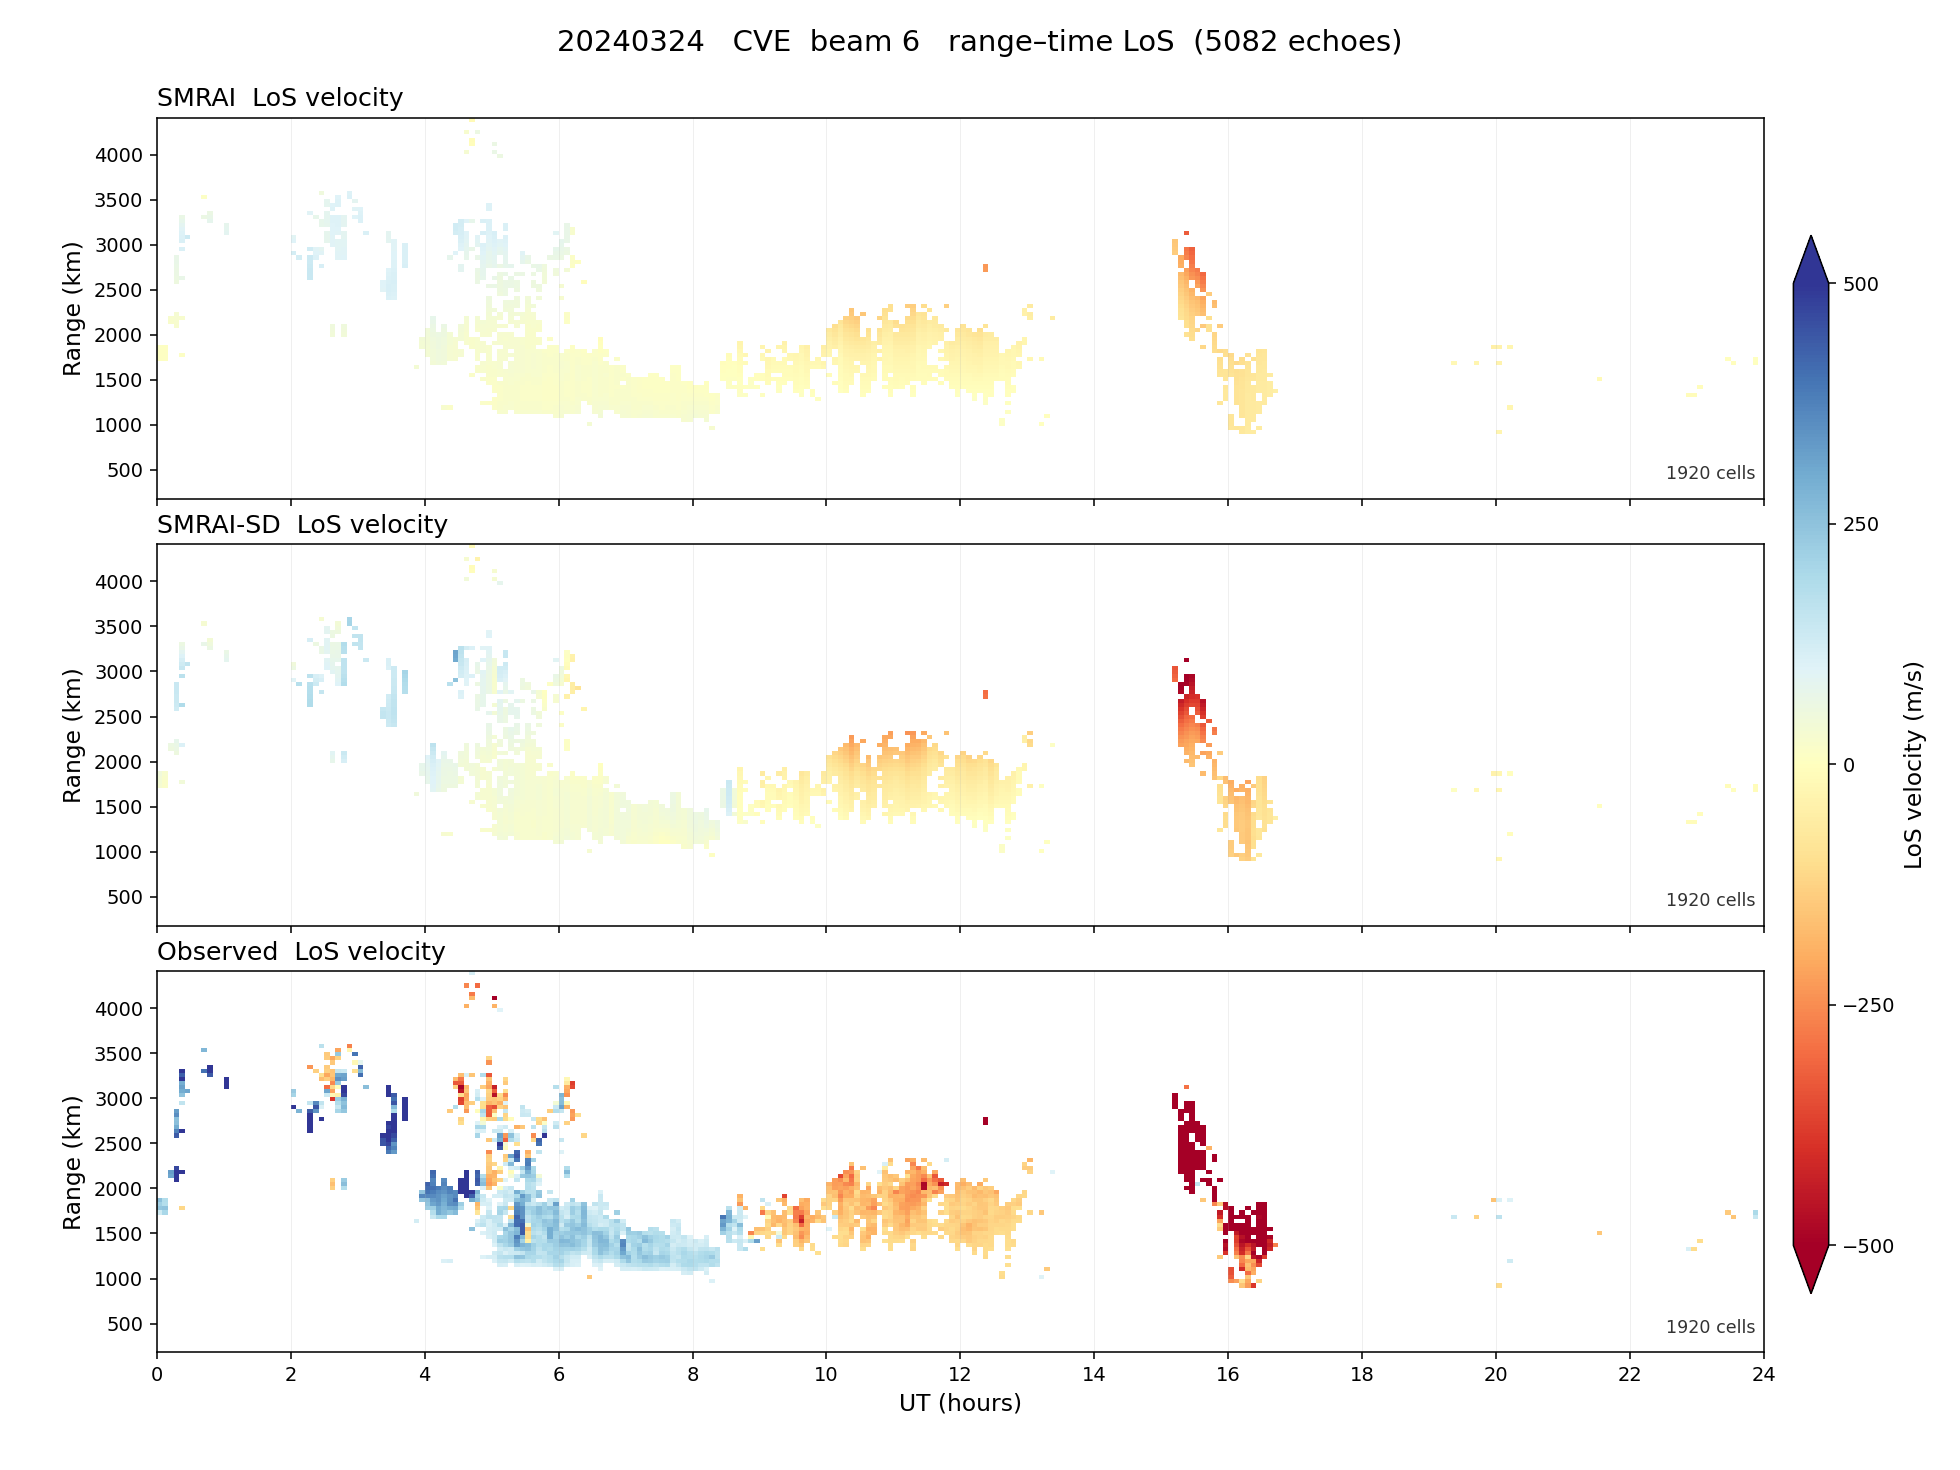 20240324   CVE  beam 6   range–time LoS  (5082 echoes)
SMRAI  LoS velocity
4000
3500
3000
2500
2000
1500
1000
500
Range (km)
1920 cells
SMRAI-SD  LoS velocity
4000
3500
3000
2500
2000
1500
1000
500
Range (km)
1920 cells
Observed  LoS velocity
4000
3500
3000
2500
2000
1500
1000
500
Range (km)
1920 cells
0 2 4 6 8 10 12 14 16 18 20 22 24
UT (hours)
500
250
0
−250
−500
LoS velocity (m/s)